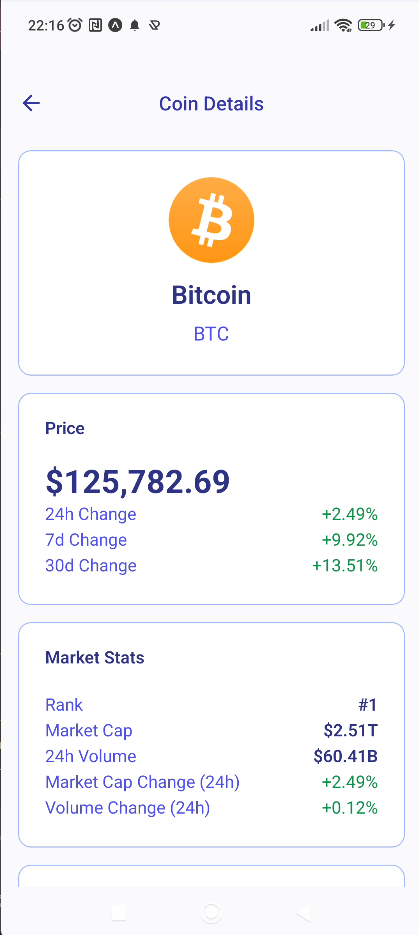 22:16
29
Coin Details
Bitcoin
BTC
Price
$125,782.69
24h Change +2.49%
7d Change +9.92%
30d Change +13.51%
Market Stats
Rank #1
Market Cap $2.51T
24h Volume $60.41B
Market Cap Change (24h) +2.49%
Volume Change (24h) +0.12%